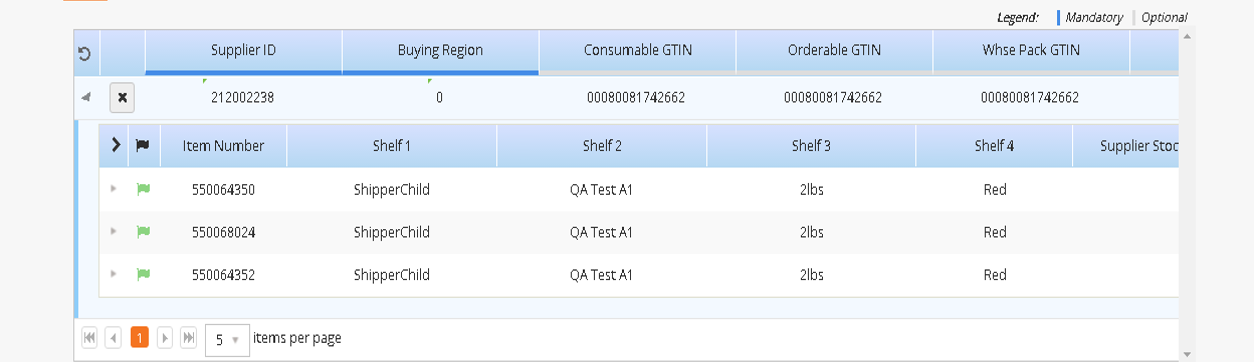 Legend: Mandatory Optional
Supplier ID Buying Region Consumable GTIN Orderable GTIN Whse Pack GTIN
212002238 0 00080081742662 00080081742662 00080081742662
Item Number Shelf 1 Shelf 2 Shelf 3 Shelf 4 Supplier Stoc
550064350 ShipperChild QA Test A1 2lbs Red
550068024 ShipperChild QA Test A1 2lbs Red
550064352 ShipperChild QA Test A1 2lbs Red
1 5 items per page